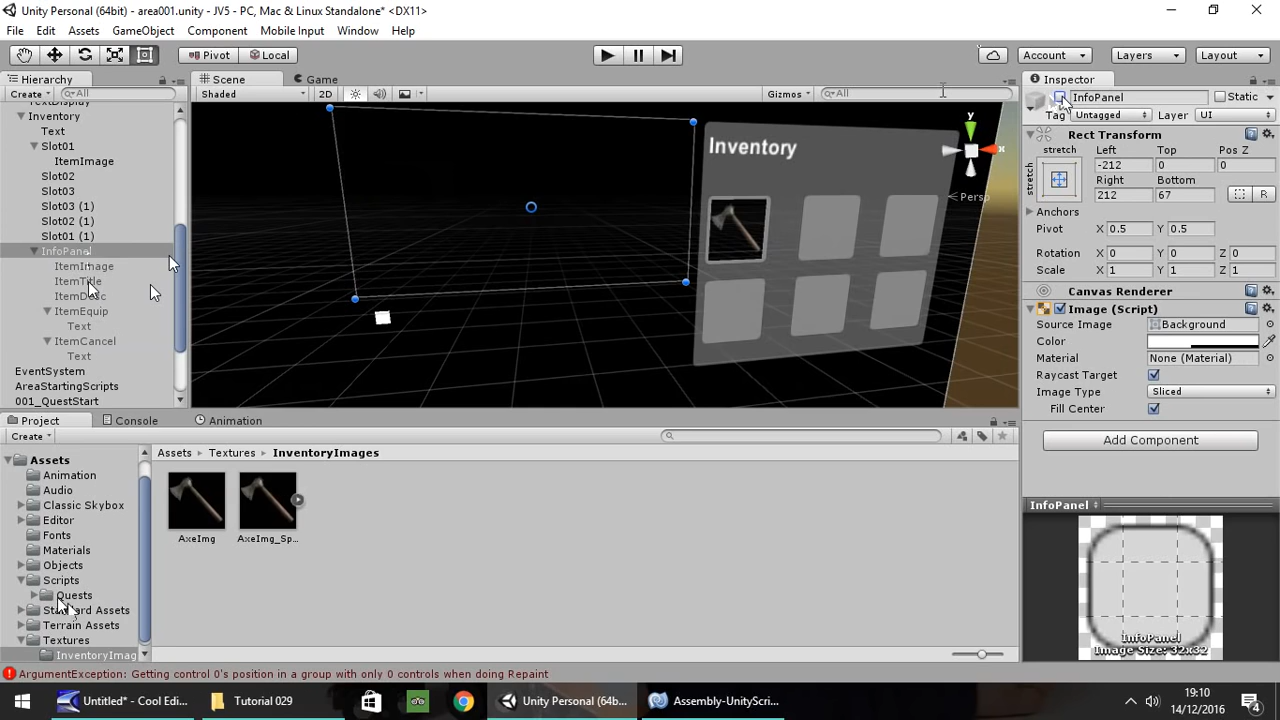 Unity Personal (64bit) - area001.unity - JV5 - PC, Mac & Linux Standalone* <DX11>
File Edit Assets GameObject Component Mobile Input Window Help
Pivot Local Account Layers Layout
Hierarchy Scene Game Inspector
Create All Shaded 2D Gizmos All InfoPanel Static
TextDisplay Tag Untagged Layer UI
Inventory
Text
Slot01
ItemImage
Slot02
Slot03
Slot03 (1)
Slot02 (1)
Slot01 (1)
InfoPanel
ItemImage
ItemTitle
ItemDesc
ItemEquip
Text
ItemCancel
Text
EventSystem
AreaStartingScripts
001_QuestStart
Inventory
y
x
Persp
Rect Transform
stretch Left Top Pos Z
-212 0 0
stretch Right Bottom
212 67 R
Anchors
Pivot X 0.5 Y 0.5
Rotation X 0 Y 0 Z 0
Scale X 1 Y 1 Z 1
Canvas Renderer
Image (Script)
Source Image Background
Color
Material None (Material)
Raycast Target
Image Type Sliced
Fill Center
Add Component
InfoPanel
InfoPanel
Image Size: 32x32
Project Console Animation
Create
Assets
Animation
Audio
Classic Skybox
Editor
Fonts
Materials
Objects
Scripts
Quests
Standard Assets
Terrain Assets
Textures
InventoryImag
Assets Textures InventoryImages
AxeImg AxeImg_Sp...
ArgumentException: Getting control 0's position in a group with only 0 controls when doing Repaint
Untitled* - Cool Edi... Tutorial 029 Unity Personal (64b... Assembly-UnityScri...
19:10
14/12/2016
4